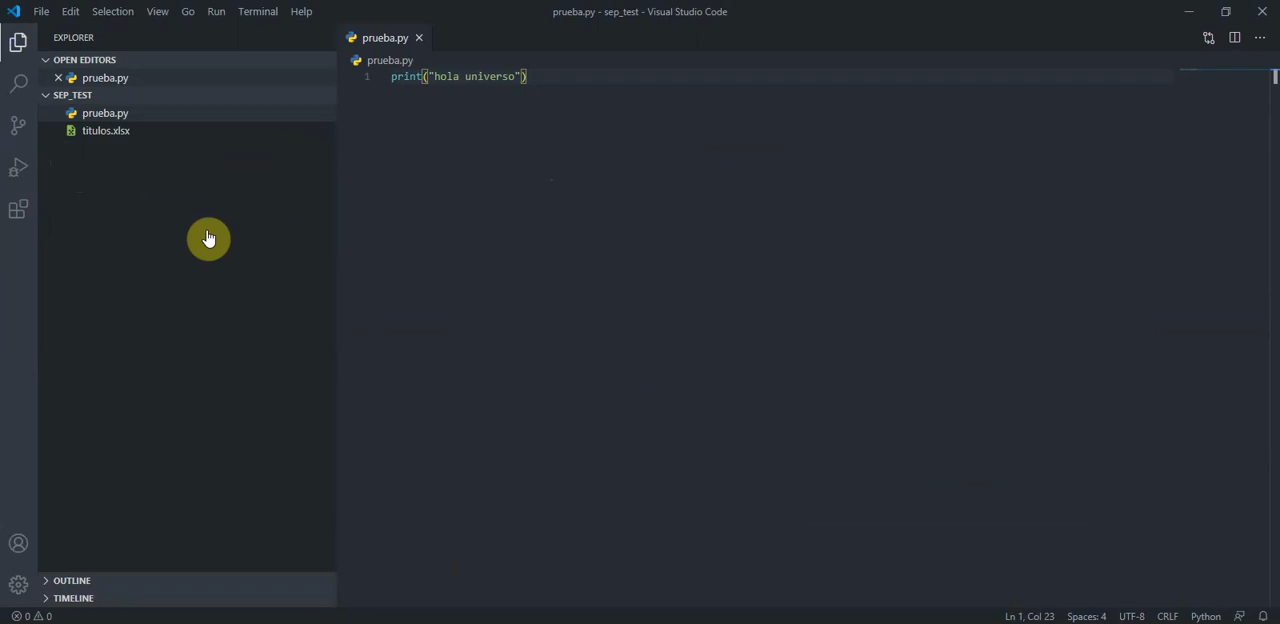 File Edit Selection View Go Run Terminal Help
prueba.py - sep_test - Visual Studio Code
EXPLORER
OPEN EDITORS
prueba.py
SEP_TEST
prueba.py
titulos.xlsx
OUTLINE
TIMELINE
prueba.py
prueba.py
1 print("hola universo")
0 0
Ln 1, Col 23 Spaces: 4 UTF-8 CRLF Python